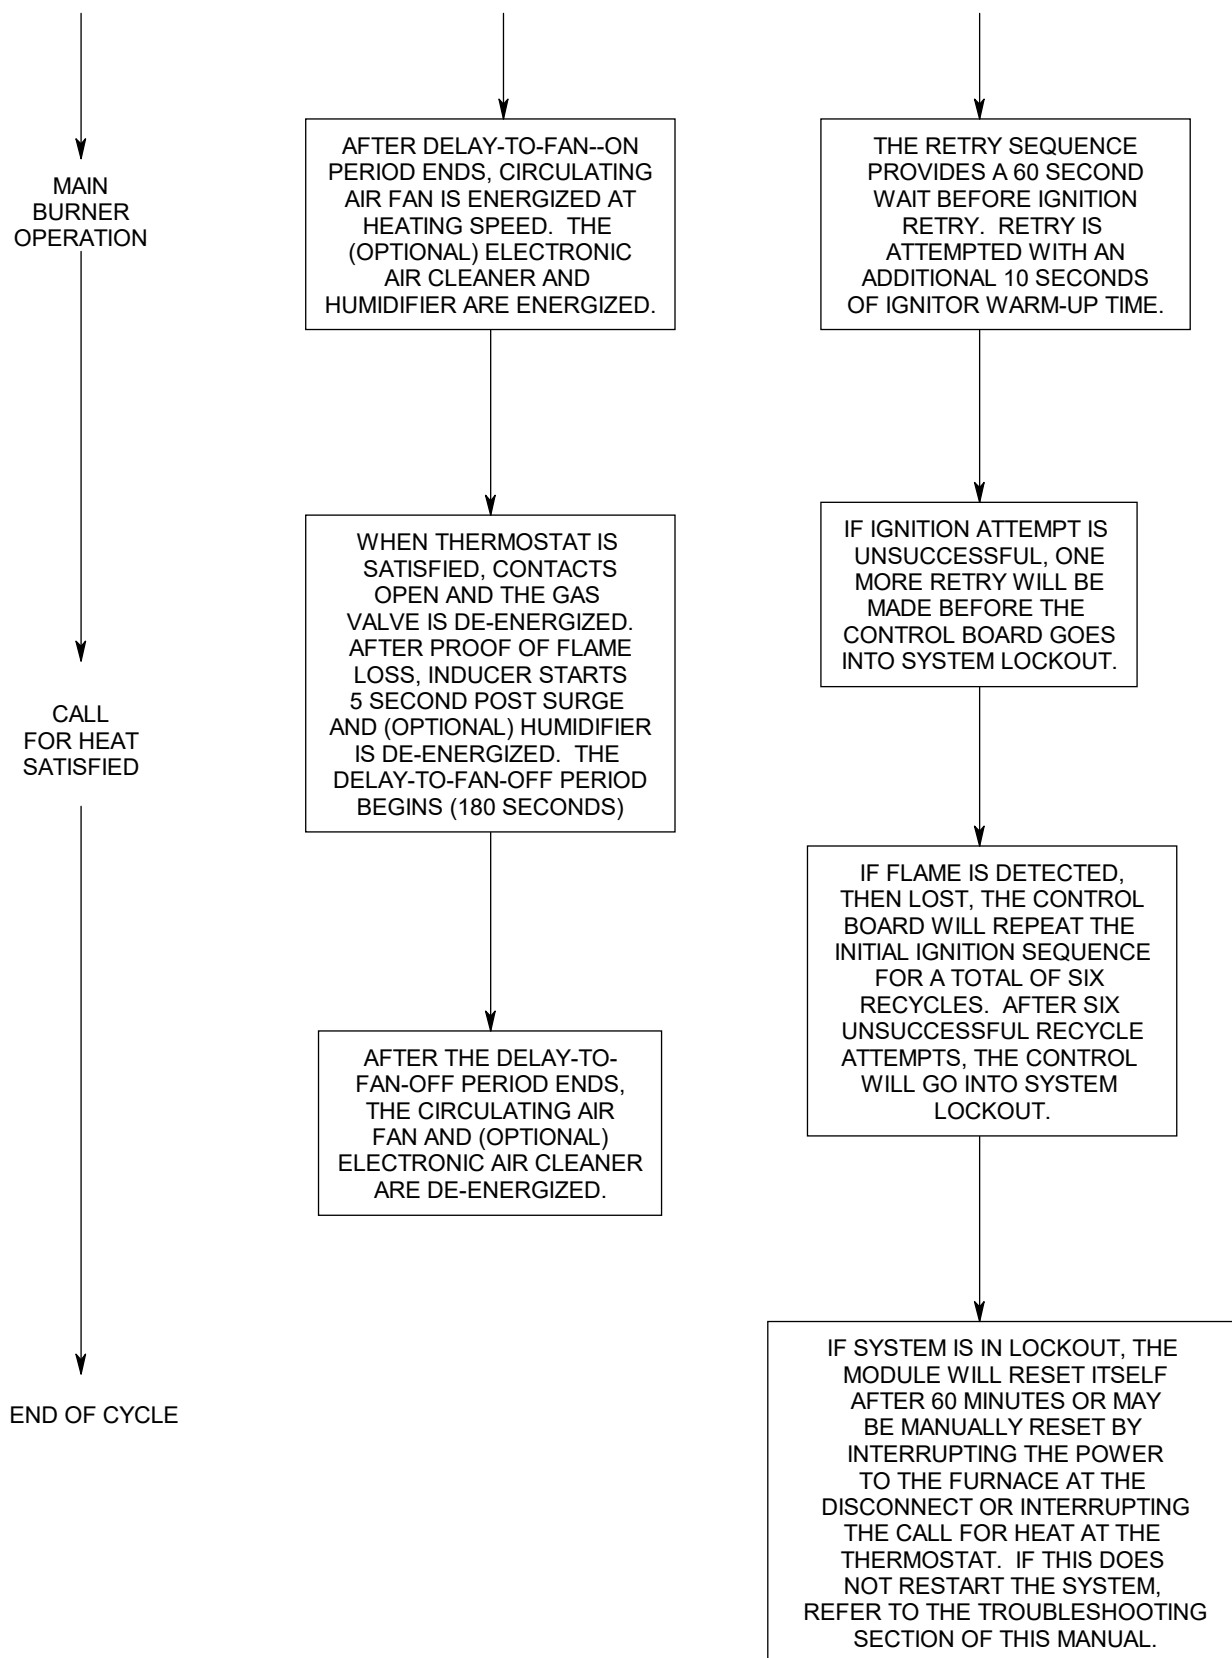 MAIN
BURNER
OPERATION
CALL
FOR HEAT
SATISFIED
END OF CYCLE
AFTER DELAY-TO-FAN--ON
PERIOD ENDS, CIRCULATING
AIR FAN IS ENERGIZED AT
HEATING SPEED. THE
(OPTIONAL) ELECTRONIC
AIR CLEANER AND
HUMIDIFIER ARE ENERGIZED.
WHEN THERMOSTAT IS
SATISFIED, CONTACTS
OPEN AND THE GAS
VALVE IS DE-ENERGIZED.
AFTER PROOF OF FLAME
LOSS, INDUCER STARTS
5 SECOND POST SURGE
AND (OPTIONAL) HUMIDIFIER
IS DE-ENERGIZED. THE
DELAY-TO-FAN-OFF PERIOD
BEGINS (180 SECONDS)
AFTER THE DELAY-TO-
FAN-OFF PERIOD ENDS,
THE CIRCULATING AIR
FAN AND (OPTIONAL)
ELECTRONIC AIR CLEANER
ARE DE-ENERGIZED.
THE RETRY SEQUENCE
PROVIDES A 60 SECOND
WAIT BEFORE IGNITION
RETRY. RETRY IS
ATTEMPTED WITH AN
ADDITIONAL 10 SECONDS
OF IGNITOR WARM-UP TIME.
IF IGNITION ATTEMPT IS
UNSUCCESSFUL, ONE
MORE RETRY WILL BE
MADE BEFORE THE
CONTROL BOARD GOES
INTO SYSTEM LOCKOUT.
IF FLAME IS DETECTED,
THEN LOST, THE CONTROL
BOARD WILL REPEAT THE
INITIAL IGNITION SEQUENCE
FOR A TOTAL OF SIX
RECYCLES. AFTER SIX
UNSUCCESSFUL RECYCLE
ATTEMPTS, THE CONTROL
WILL GO INTO SYSTEM
LOCKOUT.
IF SYSTEM IS IN LOCKOUT, THE
MODULE WILL RESET ITSELF
AFTER 60 MINUTES OR MAY
BE MANUALLY RESET BY
INTERRUPTING THE POWER
TO THE FURNACE AT THE
DISCONNECT OR INTERRUPTING
THE CALL FOR HEAT AT THE
THERMOSTAT. IF THIS DOES
NOT RESTART THE SYSTEM,
REFER TO THE TROUBLESHOOTING
SECTION OF THIS MANUAL.